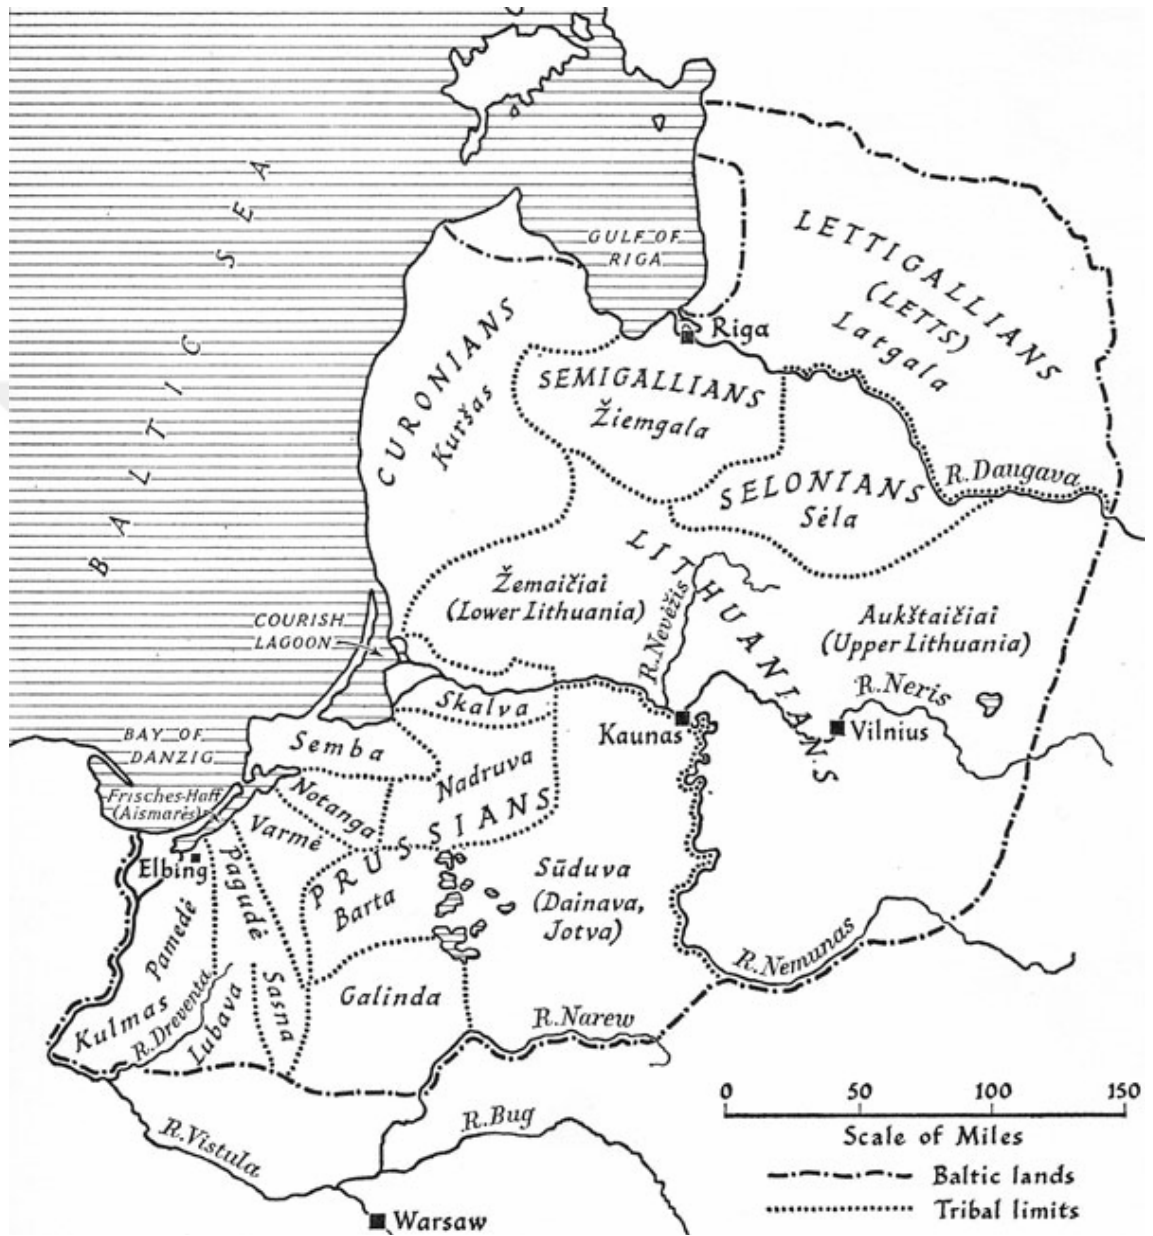 BALTIC SEA
GULF OF
RIGA
LETTIGALLIANS
(LETTS)
Latgala
Riga
CURONIANS
Kuršas
SEMIGALLIANS
Žiemgala
SELONIANS
Sėla
R. Daugava
LITHUANIANS
Žemaičiai
(Lower Lithuania)
R. Nevėžis
Aukštaičiai
(Upper Lithuania)
R. Neris
COURISH
LAGOON
Skalva
Kaunas
Vilnius
BAY OF
DANZIG
Semba
Nadruva
Frisches-Haff
(Aismarės)
Notanga
Varmė
PRUSSIANS
Elbing
Pagudė
Barta
Sūduva
(Dainava,
Jotva)
Pamedė
R. Nemunas
Kulmas
R. Dreventa
Lubava
Sasna
Galinda
R. Narew
R. Vistula
R. Bug
Warsaw
0 50 100 150
Scale of Miles
Baltic lands
Tribal limits